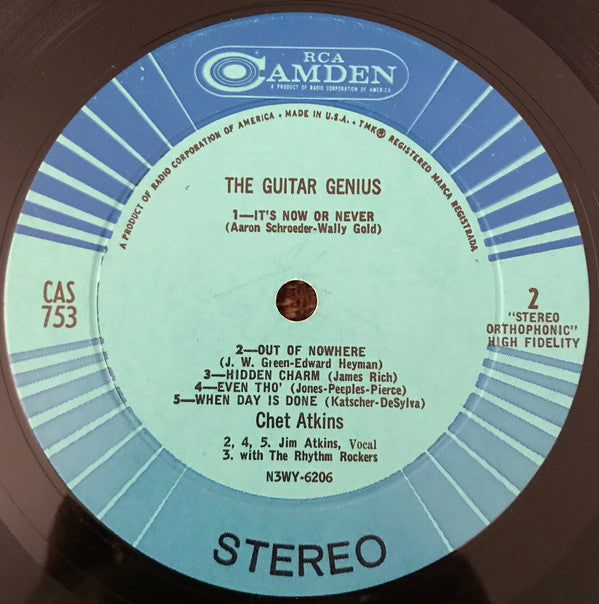 RCA
CAMDEN
A PRODUCT OF RADIO CORPORATION OF AMERICA
A PRODUCT OF RADIO CORPORATION OF AMERICA • MADE IN U.S.A. • TMK® REGISTERED MARCA REGISTRADA
THE GUITAR GENIUS
1—IT'S NOW OR NEVER
(Aaron Schroeder-Wally Gold)
CAS
753
2
"STEREO
ORTHOPHONIC"
HIGH FIDELITY
2—OUT OF NOWHERE
(J. W. Green-Edward Heyman)
3—HIDDEN CHARM (James Rich)
4—EVEN THO' (Jones-Peeples-Pierce)
5—WHEN DAY IS DONE (Katscher-DeSylva)
Chet Atkins
2, 4, 5. Jim Atkins, Vocal
3. with The Rhythm Rockers
N3WY-6206
STEREO